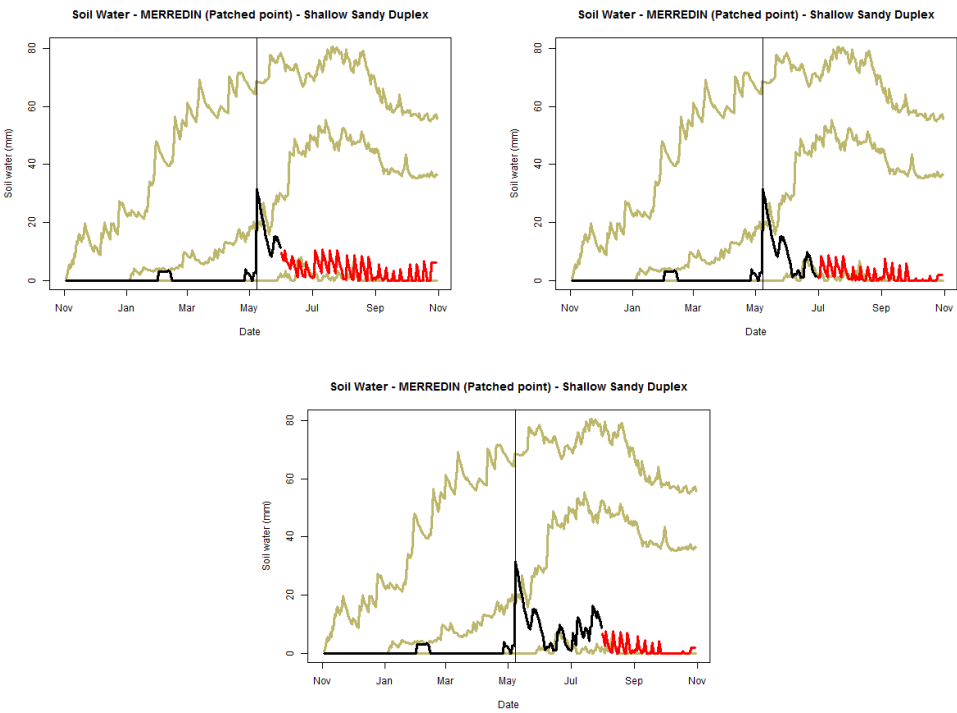 Soil Water - MERREDIN (Patched point) - Shallow Sandy Duplex
Soil water (mm)
80
60
40
20
0
Nov Jan Mar May Jul Sep Nov
Date
Soil Water - MERREDIN (Patched point) - Shallow Sandy Duplex
Soil water (mm)
80
60
40
20
0
Nov Jan Mar May Jul Sep Nov
Date
Soil Water - MERREDIN (Patched point) - Shallow Sandy Duplex
Soil water (mm)
80
60
40
20
0
Nov Jan Mar May Jul Sep Nov
Date